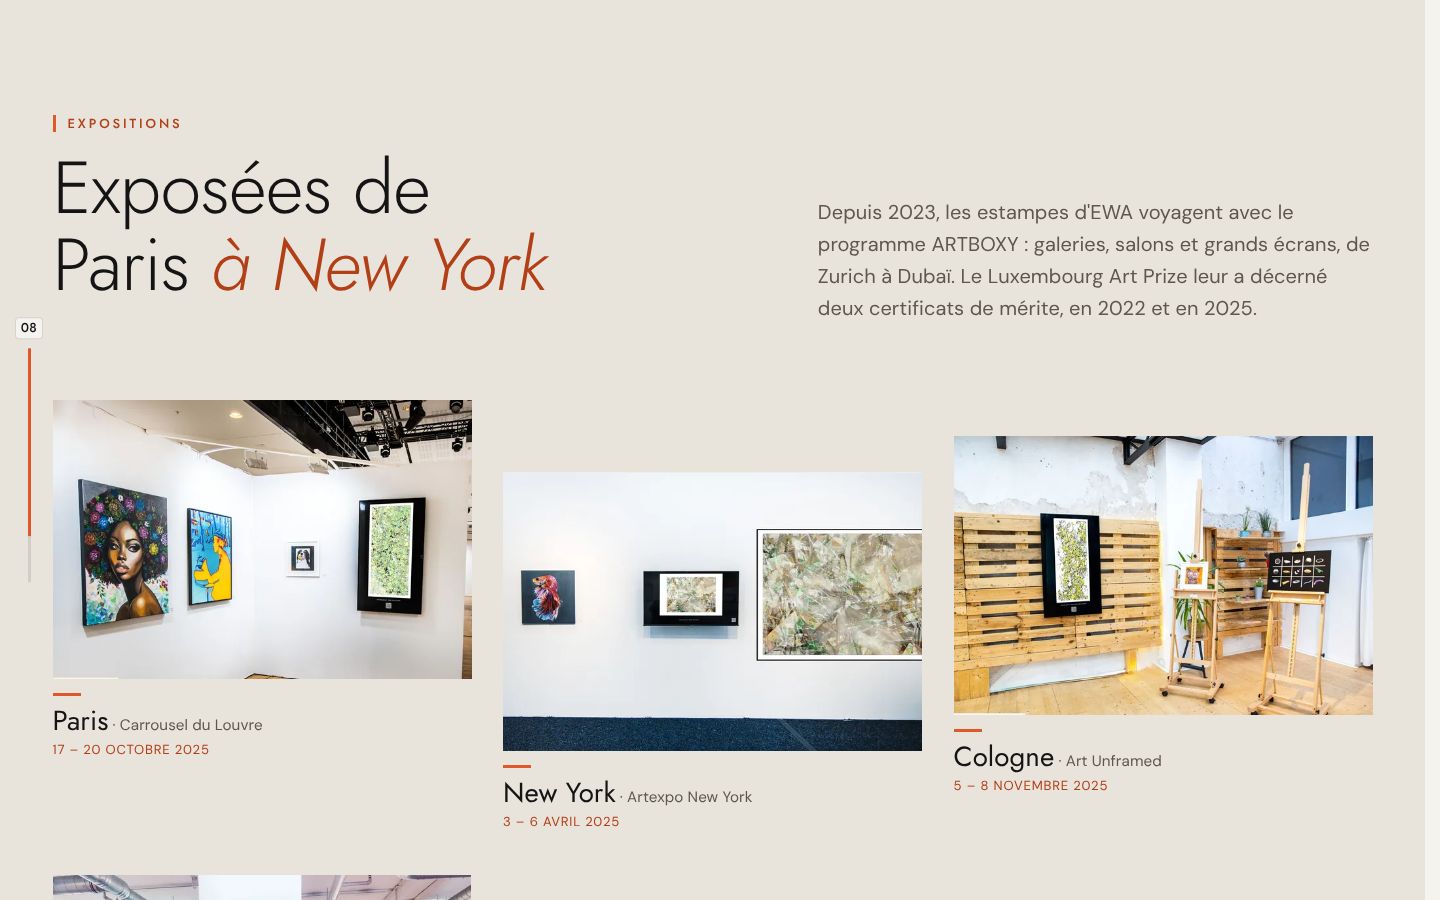 EXPOSITIONS
Exposées de
Paris à New York
Depuis 2023, les estampes d'EWA voyagent avec le
programme ARTBOXY : galeries, salons et grands écrans, de
Zurich à Dubaï. Le Luxembourg Art Prize leur a décerné
deux certificats de mérite, en 2022 et en 2025.
08
Paris · Carrousel du Louvre
17 – 20 OCTOBRE 2025
New York · Artexpo New York
3 – 6 AVRIL 2025
Cologne · Art Unframed
5 – 8 NOVEMBRE 2025